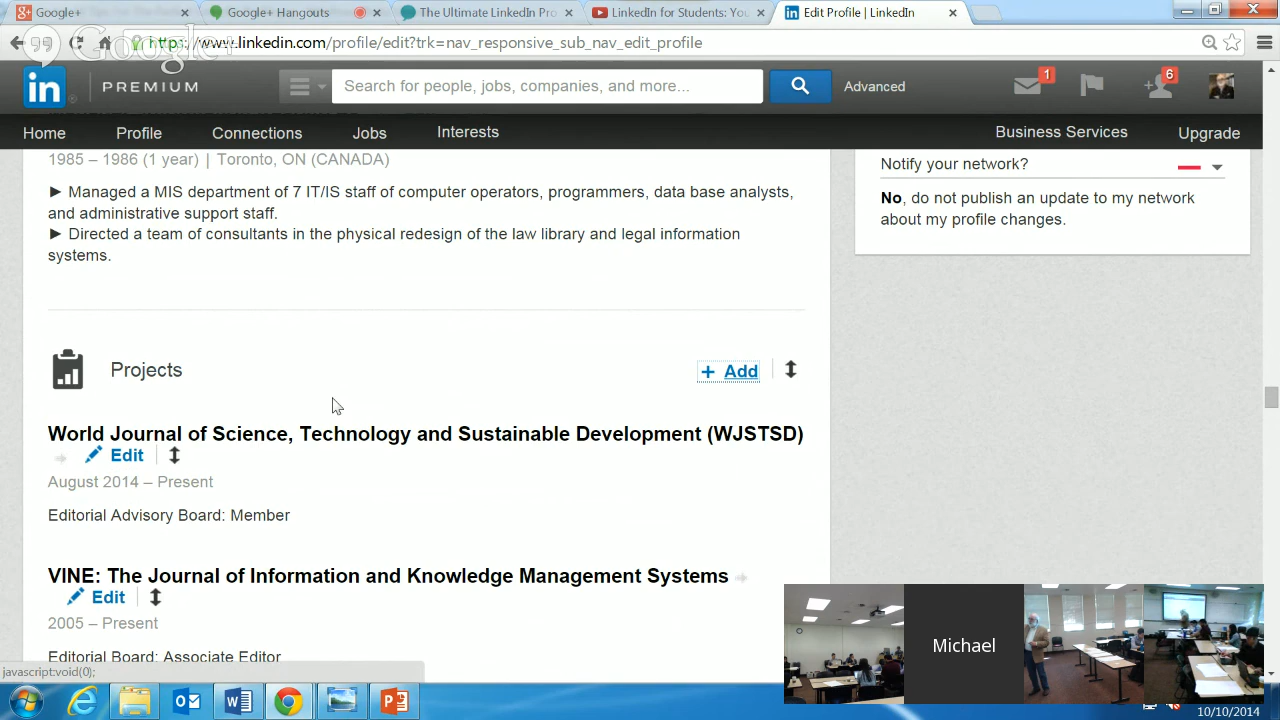 Google+
Google+ Hangouts
The Ultimate LinkedIn Pro
LinkedIn for Students: You
Edit Profile | LinkedIn
Google+
https://www.linkedin.com/profile/edit?trk=nav_responsive_sub_nav_edit_profile
in
PREMIUM
Search for people, jobs, companies, and more...
Advanced
1
6
Home
Profile
Connections
Jobs
Interests
Business Services
Upgrade
1985 – 1986 (1 year) | Toronto, ON (CANADA)
► Managed a MIS department of 7 IT/IS staff of computer operators, programmers, data base analysts,
and administrative support staff.
► Directed a team of consultants in the physical redesign of the law library and legal information
systems.
Notify your network?
No, do not publish an update to my network
about my profile changes.
Projects
+ Add
World Journal of Science, Technology and Sustainable Development (WJSTSD)
Edit
August 2014 – Present
Editorial Advisory Board: Member
VINE: The Journal of Information and Knowledge Management Systems
Edit
2005 – Present
Editorial Board: Associate Editor
Michael
javascript:void(0);
10/10/2014